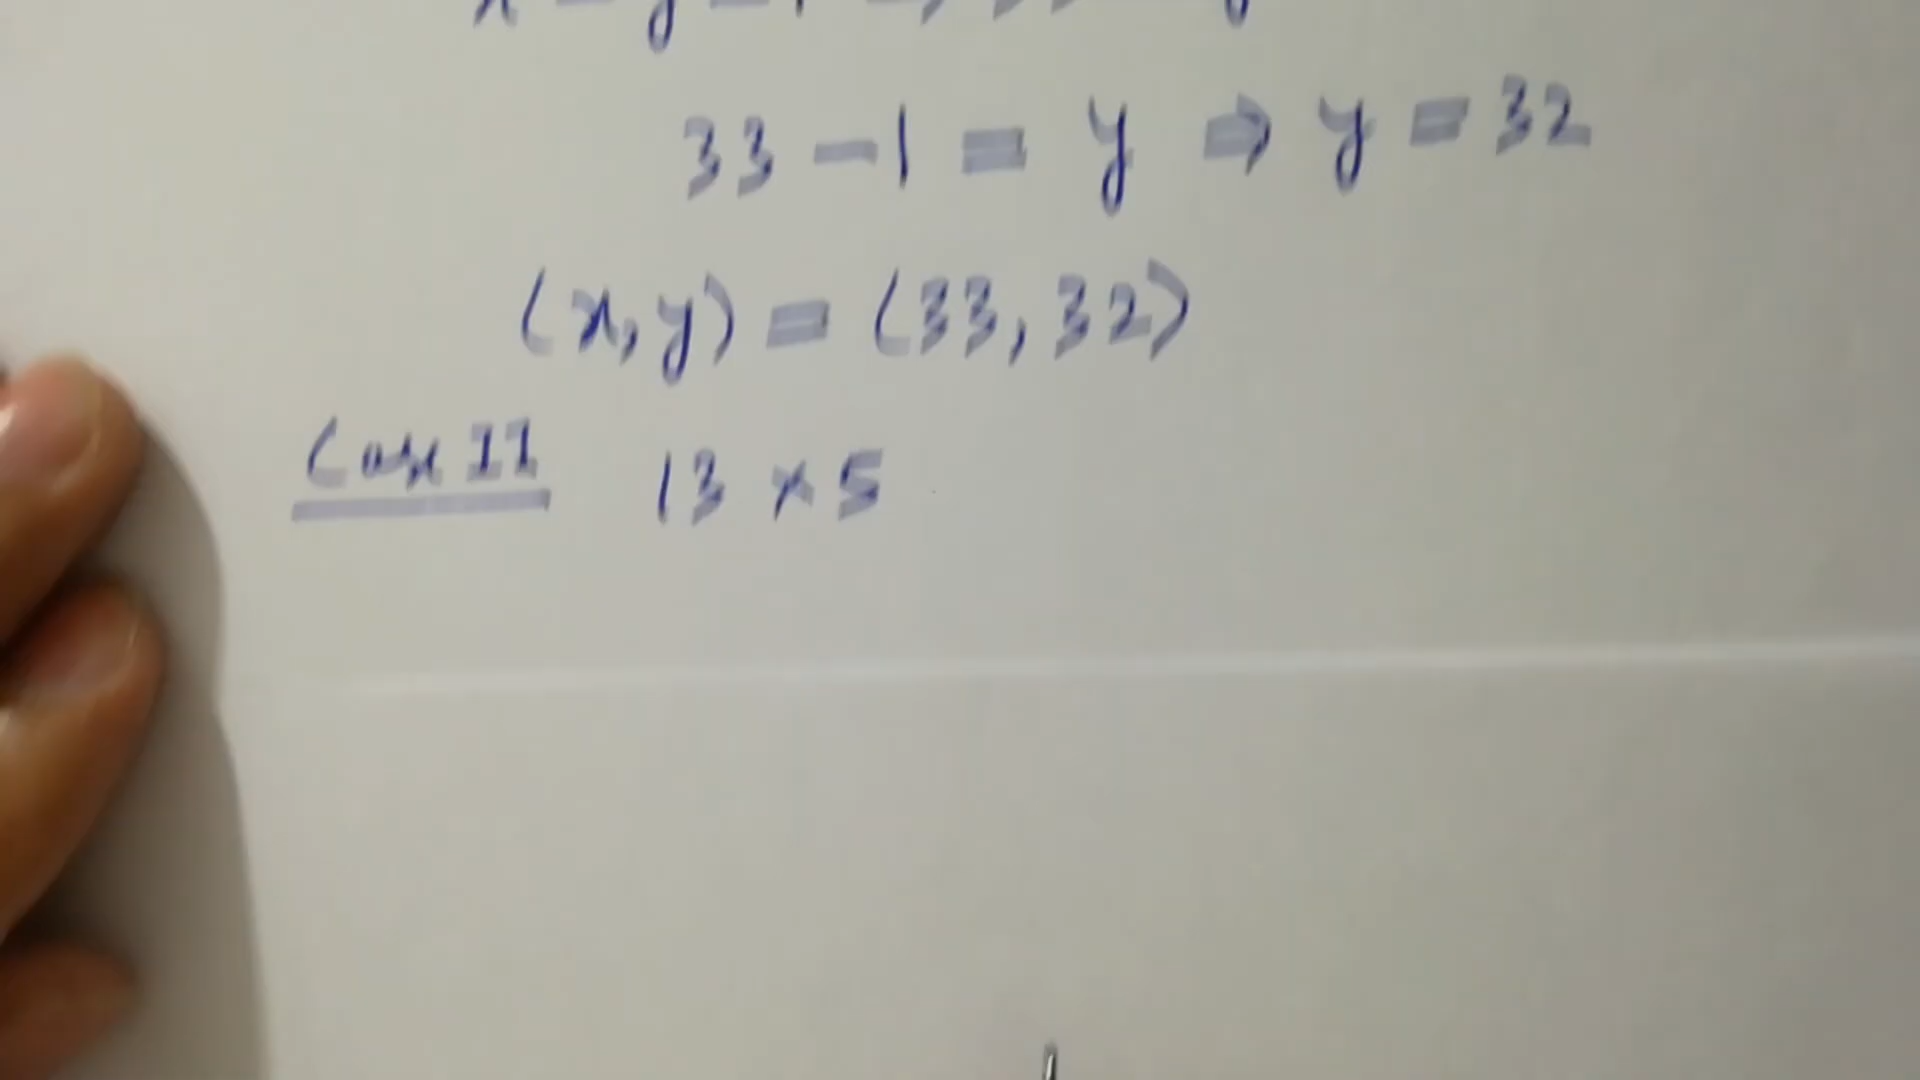 33 - 1 = y ⇒ y = 32
(x, y) = (33, 32)
Case II 13 × 5